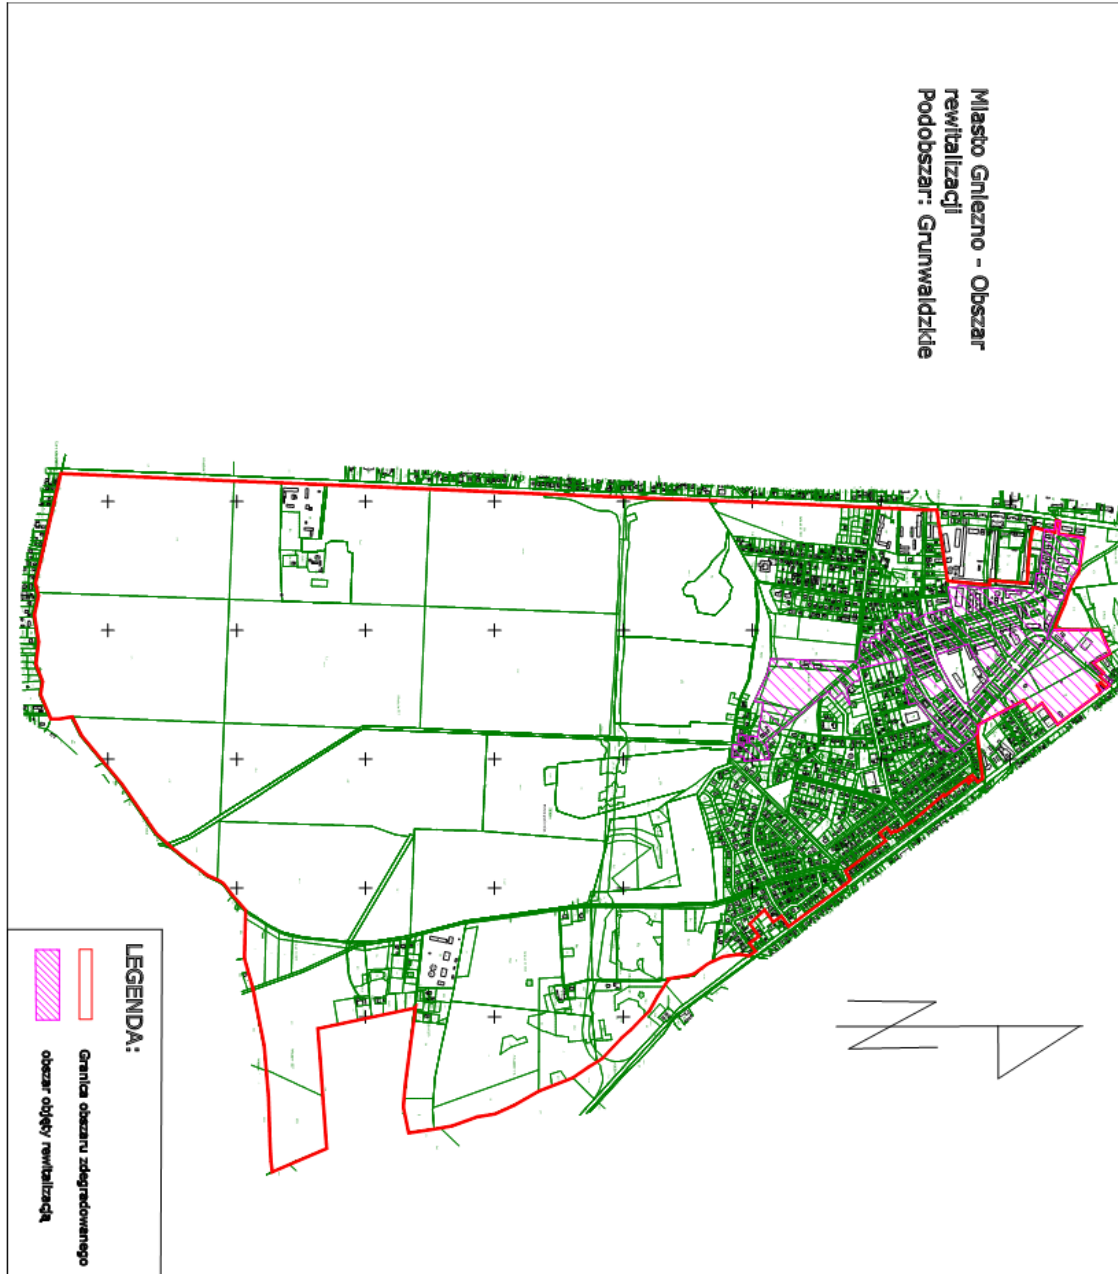 Miasto Gniezno - Obszar
rewitalizacji
Podobszar: Grunwaldzkie
LEGENDA:
Granica obszaru zdegradowanego
obszar objęty rewitalizacją